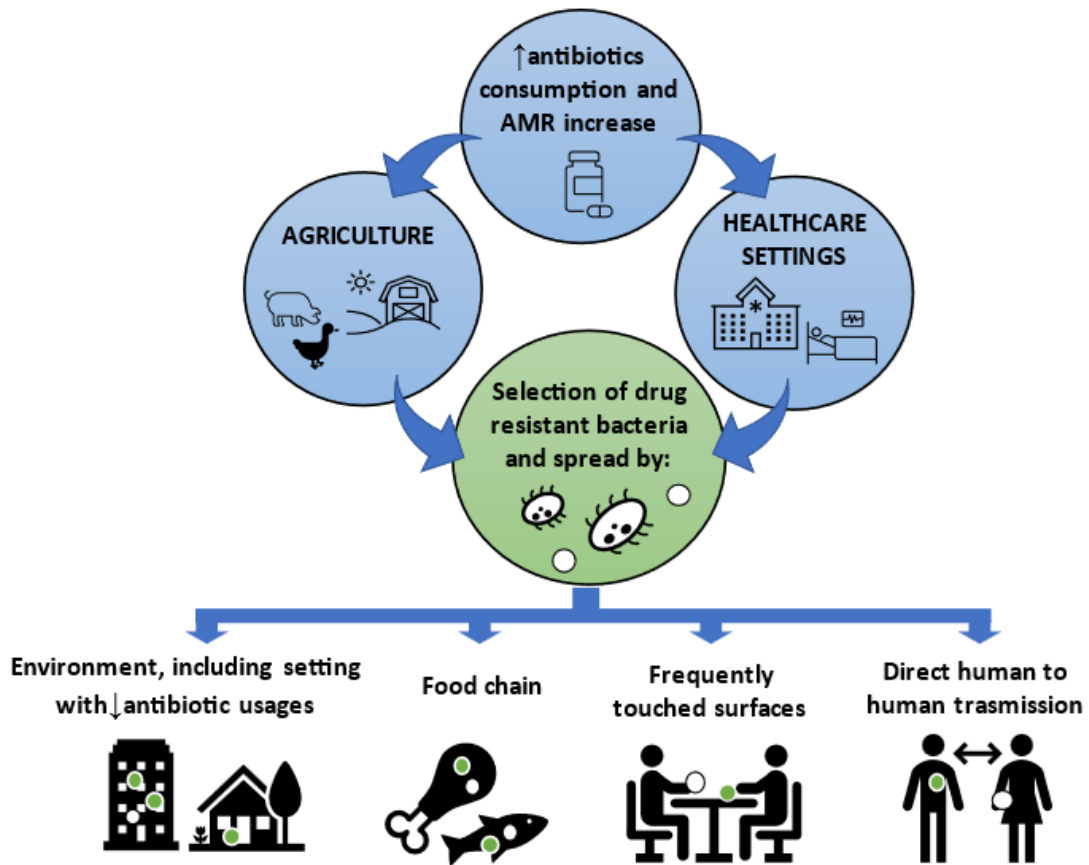 ↑antibiotics
consumption and
AMR increase
AGRICULTURE
HEALTHCARE
SETTINGS
Selection of drug
resistant bacteria
and spread by:
Environment, including setting
with↓antibiotic usages
Food chain
Frequently
touched surfaces
Direct human to
human trasmission